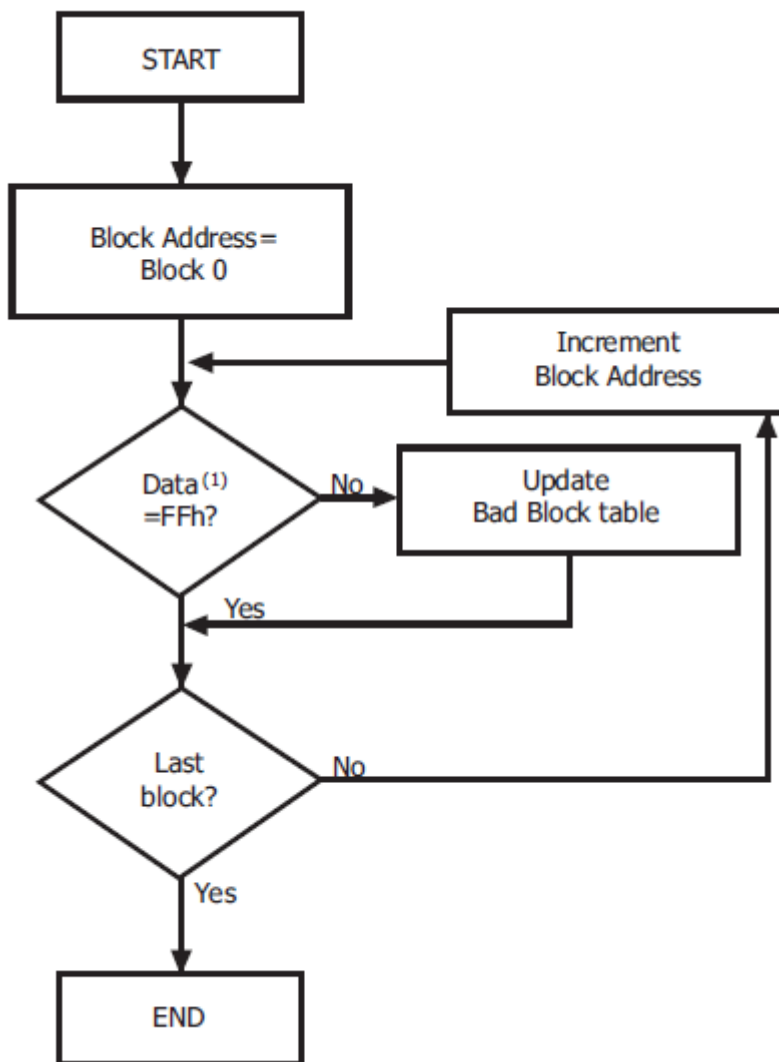 START
Block Address=
Block 0
Increment
Block Address
Data(1)
=FFh?
No
Update
Bad Block table
Yes
Last
block?
No
Yes
END